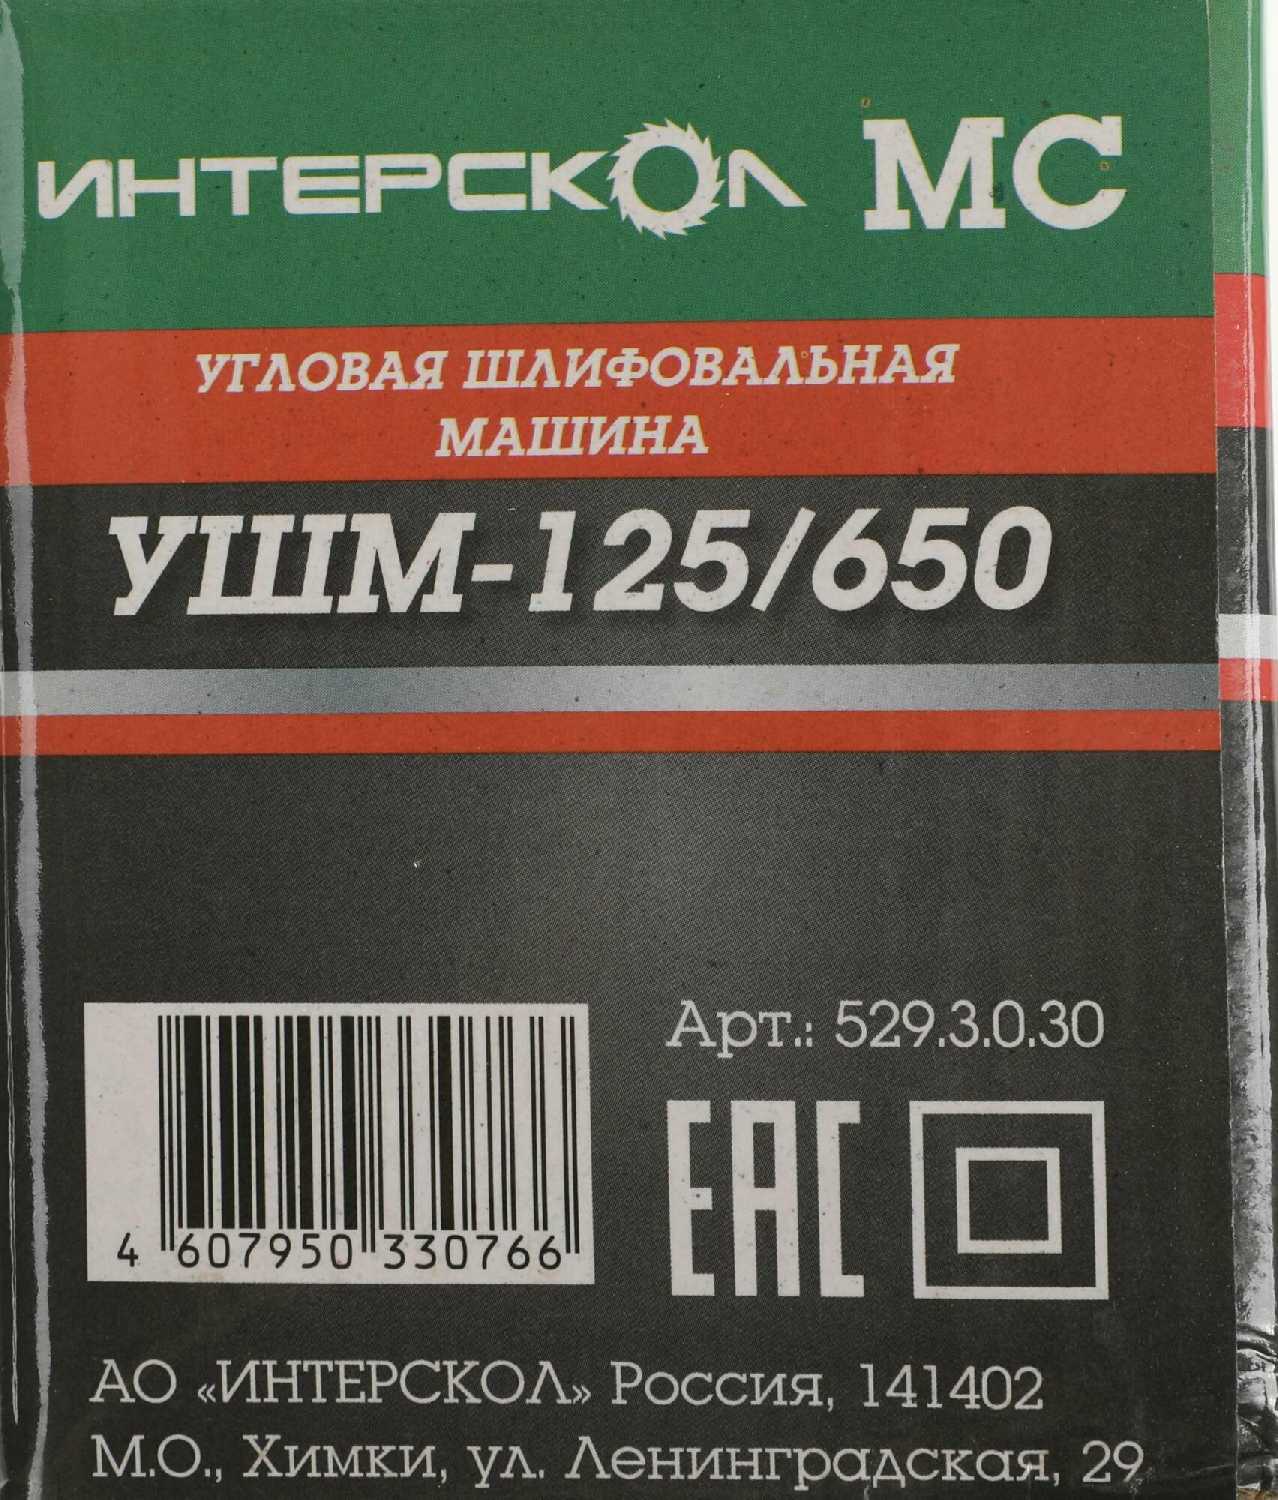 ИНТЕРСКОЛ МС
УГЛОВАЯ ШЛИФОВАЛЬНАЯ
МАШИНА
УШМ-125/650
Арт.: 529.3.0.30
4 607950 330766
ЕАС
АО «ИНТЕРСКОЛ» Россия, 141402
М.О., Химки, ул. Ленинградская, 29